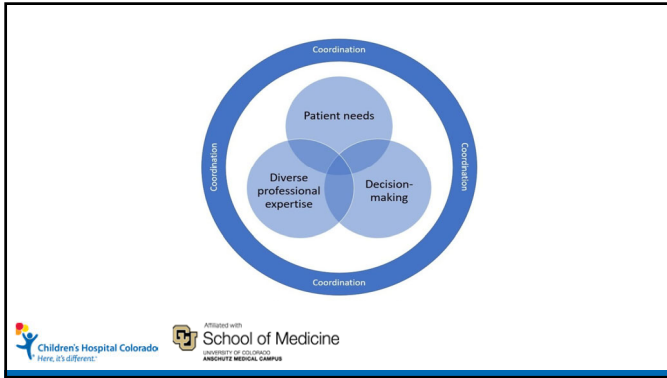 Coordination
Patient needs
Coordination
Coordination
Diverse
professional
expertise
Decision-
making
Coordination
Children's Hospital Colorado
Here, it's different.™
Affiliated with
School of Medicine
UNIVERSITY OF COLORADO
ANSCHUTZ MEDICAL CAMPUS